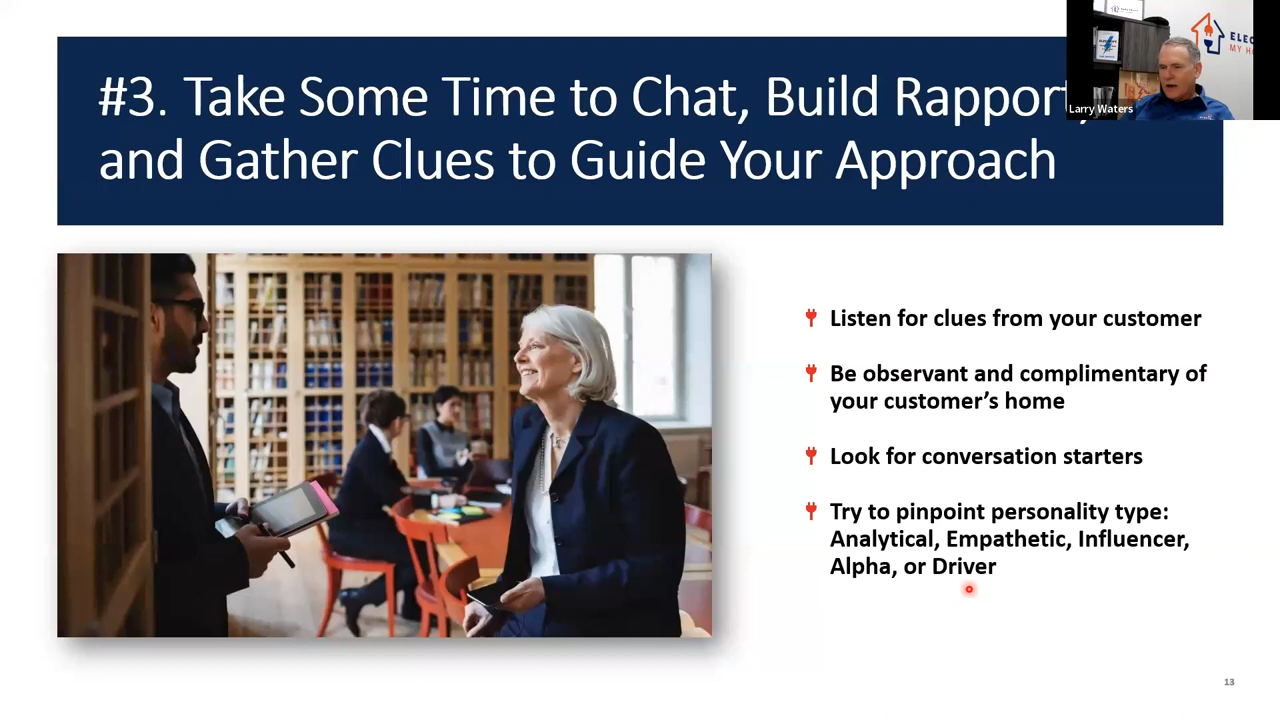 #3. Take Some Time to Chat, Build Rapport,
and Gather Clues to Guide Your Approach
Larry Waters
Listen for clues from your customer
Be observant and complimentary of
your customer’s home
Look for conversation starters
Try to pinpoint personality type:
Analytical, Empathetic, Influencer,
Alpha, or Driver
13